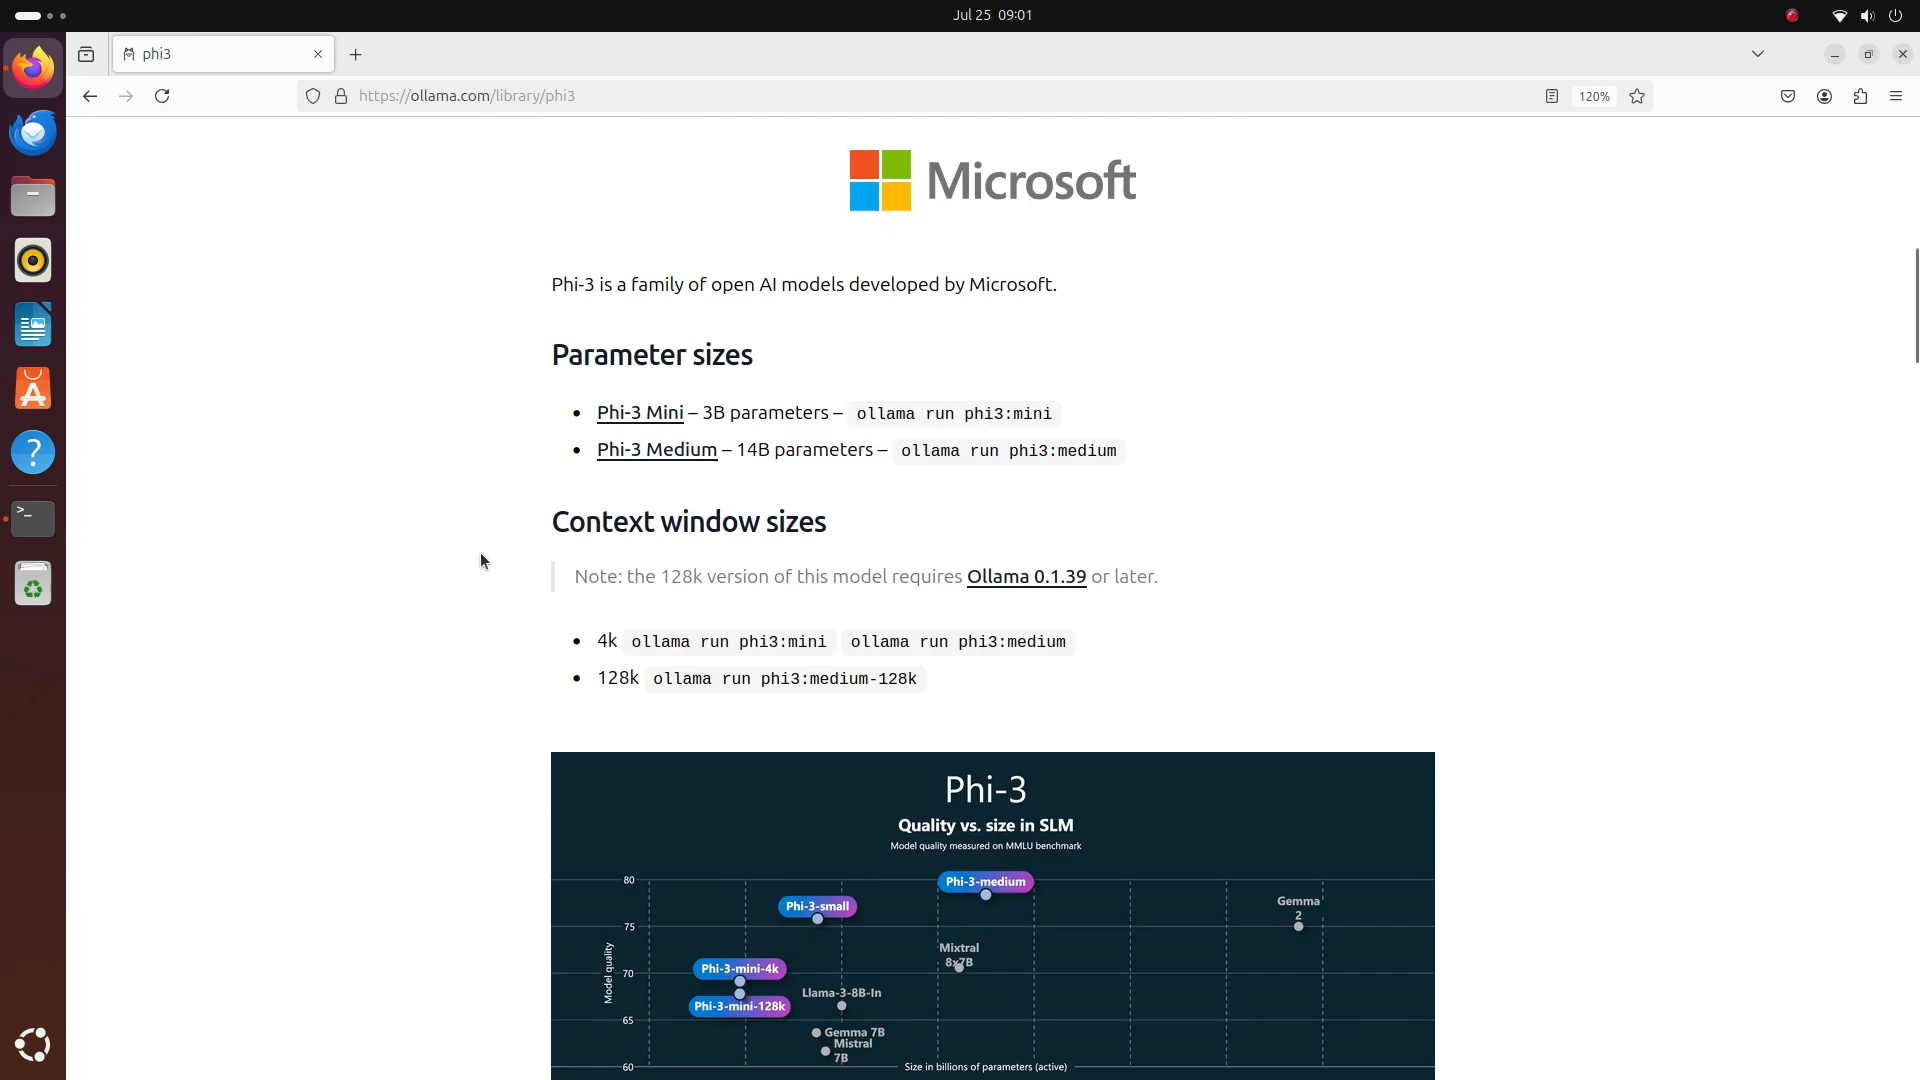 Jul 25 09:01
phi3
https://ollama.com/library/phi3
120%
Microsoft
Phi-3 is a family of open AI models developed by Microsoft.
Parameter sizes
• Phi-3 Mini – 3B parameters – ollama run phi3:mini
• Phi-3 Medium – 14B parameters – ollama run phi3:medium
Context window sizes
Note: the 128k version of this model requires Ollama 0.1.39 or later.
• 4k ollama run phi3:mini ollama run phi3:medium
• 128k ollama run phi3:medium-128k
Phi-3
Quality vs. size in SLM
Model quality measured on MMLU benchmark
80
Phi-3-medium
Phi-3-small
Gemma
2
75
Mixtral
8x7B
Model quality
70
Phi-3-mini-4k
Llama-3-8B-In
Phi-3-mini-128k
65
Gemma 7B
Mistral
7B
60
Size in billions of parameters (active)